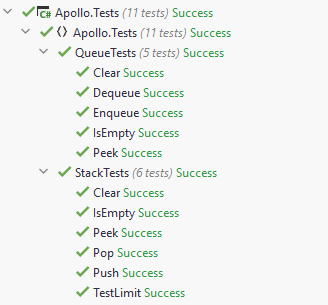 C# Apollo.Tests (11 tests) Success
{} Apollo.Tests (11 tests) Success
QueueTests (5 tests) Success
Clear Success
Dequeue Success
Enqueue Success
IsEmpty Success
Peek Success
StackTests (6 tests) Success
Clear Success
IsEmpty Success
Peek Success
Pop Success
Push Success
TestLimit Success